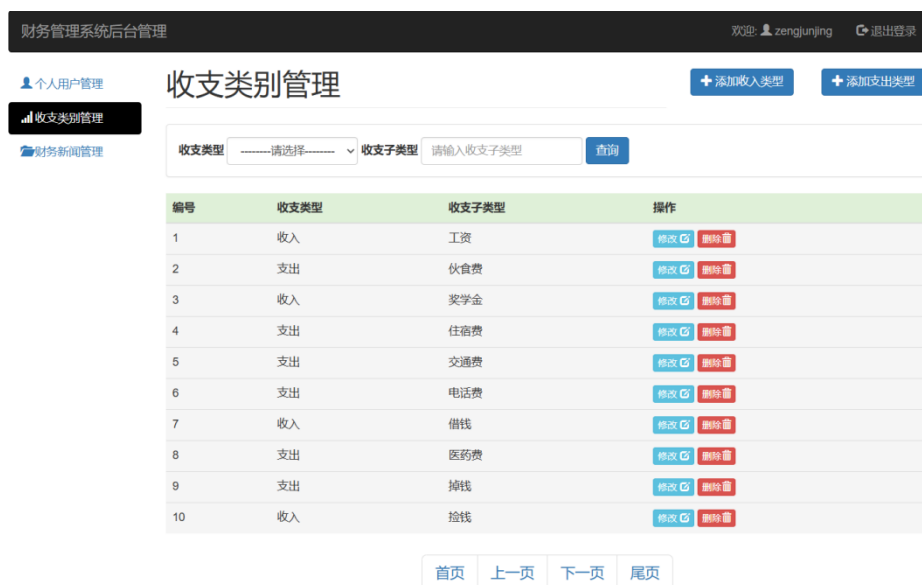 财务管理系统后台管理 欢迎: zengjunjing 退出登录
个人用户管理
收支类别管理
财务新闻管理
收支类别管理 添加收入类型 添加支出类型
收支类型 --------请选择-------- 收支子类型 请输入收支子类型 查询
编号 收支类型 收支子类型 操作
1 收入 工资 修改 删除
2 支出 伙食费 修改 删除
3 收入 奖学金 修改 删除
4 支出 住宿费 修改 删除
5 支出 交通费 修改 删除
6 支出 电话费 修改 删除
7 收入 借钱 修改 删除
8 支出 医药费 修改 删除
9 支出 掉钱 修改 删除
10 收入 捡钱 修改 删除
首页 上一页 下一页 尾页